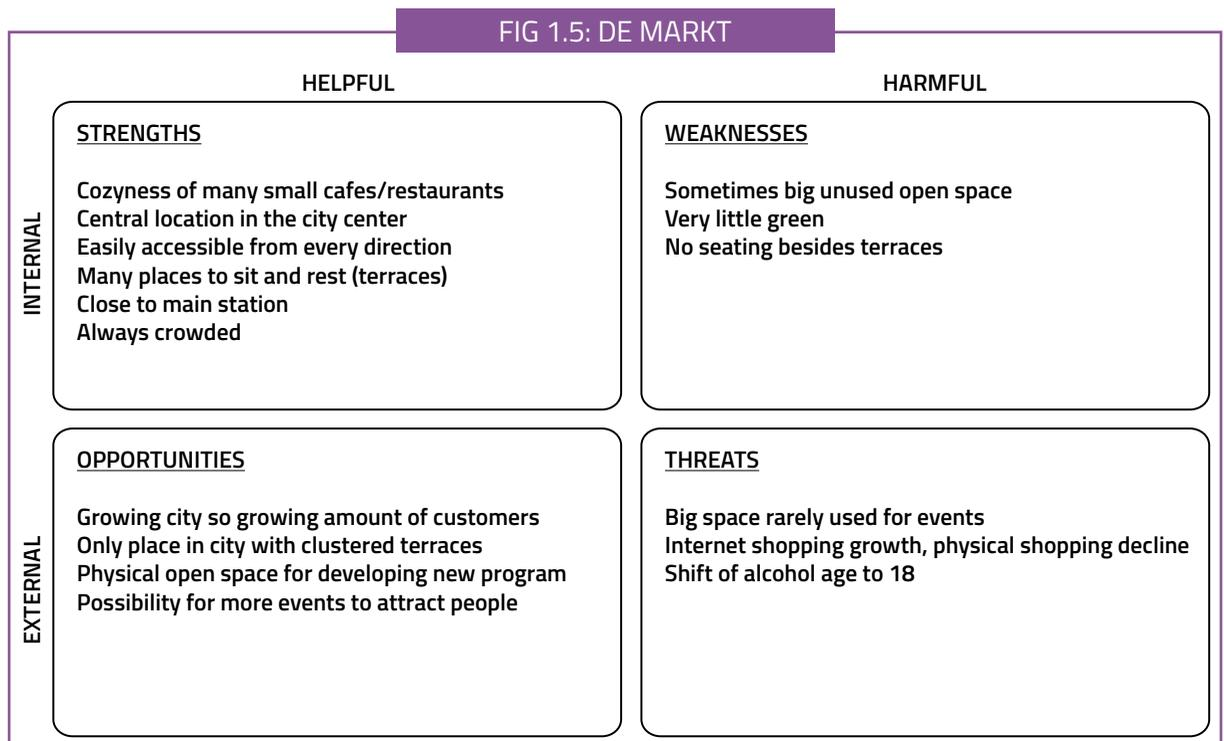 FIG 1.5: DE MARKT
HELPFUL
HARMFUL
INTERNAL
STRENGTHS
Cozyness of many small cafes/restaurants
Central location in the city center
Easily accessible from every direction
Many places to sit and rest (terraces)
Close to main station
Always crowded
WEAKNESSES
Sometimes big unused open space
Very little green
No seating besides terraces
EXTERNAL
OPPORTUNITIES
Growing city so growing amount of customers
Only place in city with clustered terraces
Physical open space for developing new program
Possibility for more events to attract people
THREATS
Big space rarely used for events
Internet shopping growth, physical shopping decline
Shift of alcohol age to 18